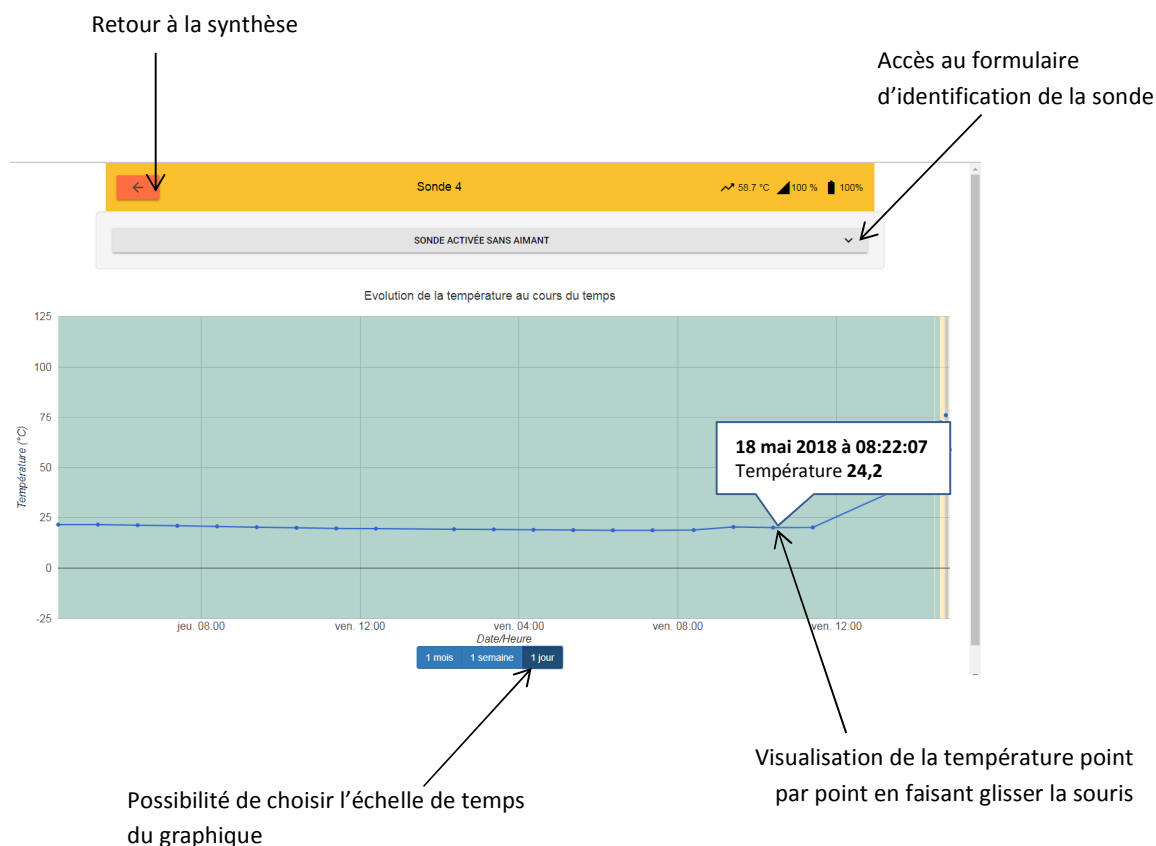 Retour à la synthèse
Accès au formulaire
d’identification de la sonde
Sonde 4
58.7 °C 100 % 100%
SONDE ACTIVÉE SANS AIMANT
Evolution de la température au cours du temps
125
100
75
50
25
0
-25
Température (°C)
18 mai 2018 à 08:22:07
Température 24,2
jeu. 08:00 ven. 12:00 ven. 04:00 ven. 08:00 ven. 12:00
Date/Heure
1 mois 1 semaine 1 jour
Visualisation de la température point
par point en faisant glisser la souris
Possibilité de choisir l’échelle de temps
du graphique